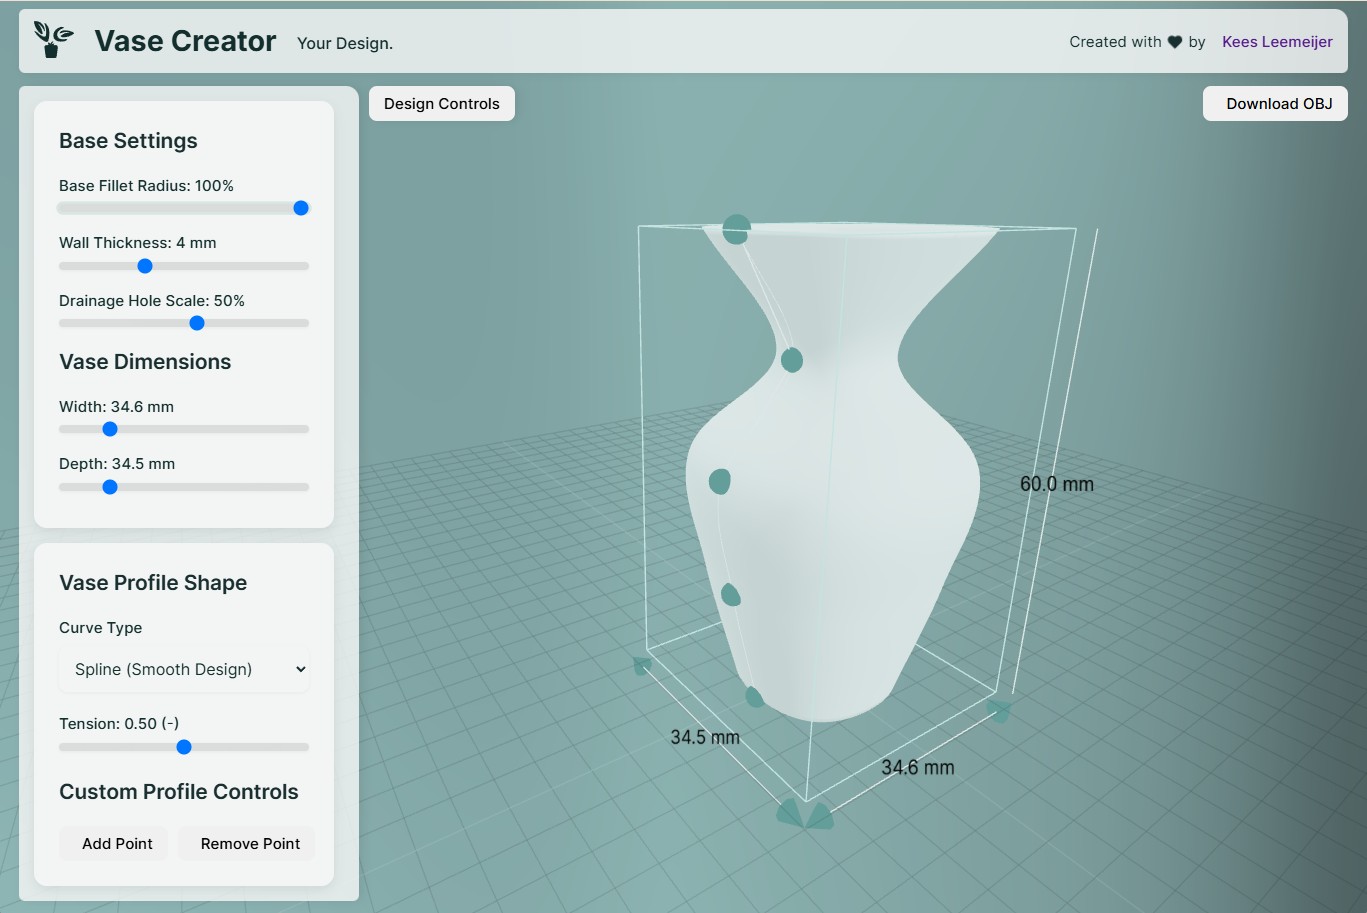 Vase Creator
Your Design.
Created with ♥ by Kees Leemeijer
Design Controls
Download OBJ
Base Settings
Base Fillet Radius: 100%
Wall Thickness: 4 mm
Drainage Hole Scale: 50%
Vase Dimensions
Width: 34.6 mm
Depth: 34.5 mm
Vase Profile Shape
Curve Type
Spline (Smooth Design)
Tension: 0.50 (-)
Custom Profile Controls
Add Point
Remove Point
60.0 mm
34.5 mm
34.6 mm